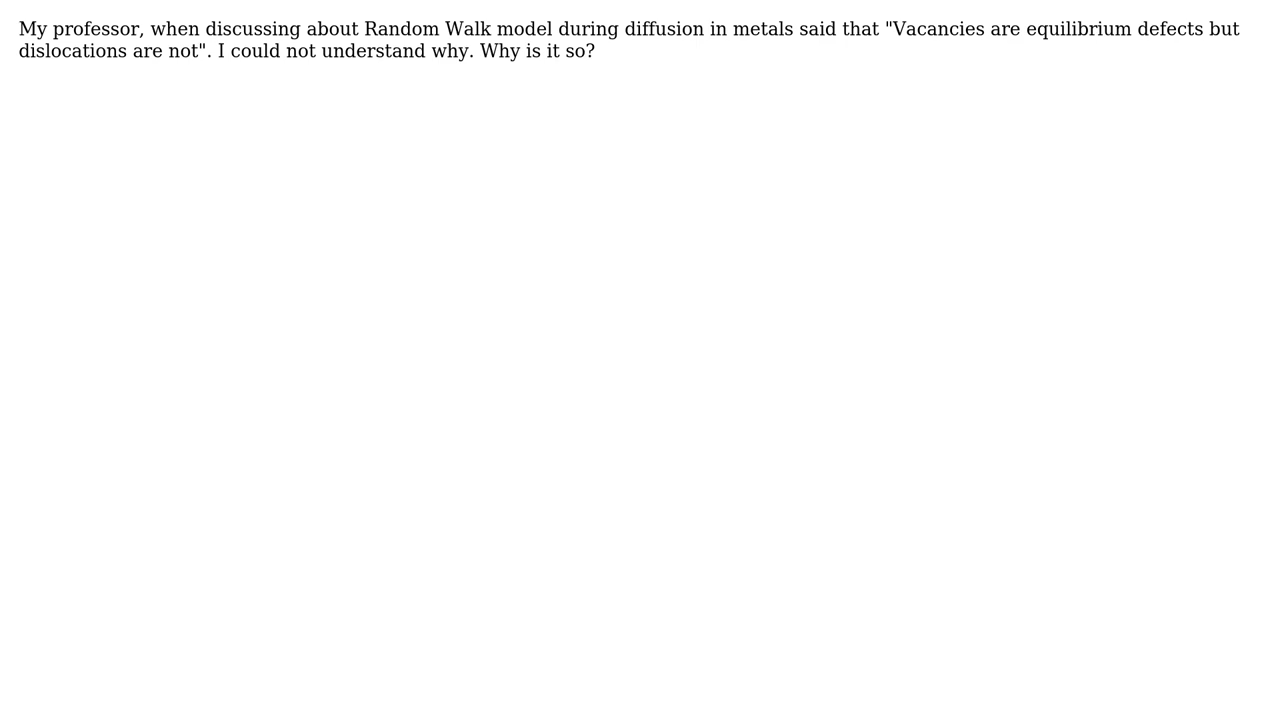 My professor, when discussing about Random Walk model during diffusion in metals said that "Vacancies are equilibrium defects but
dislocations are not". I could not understand why. Why is it so?